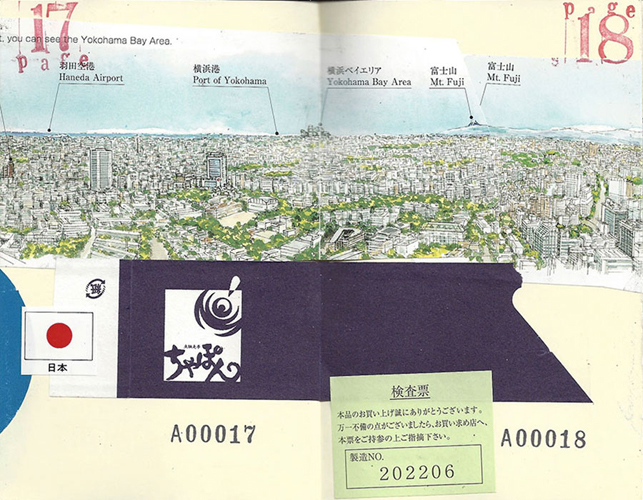 17
page
page
18
t, you can see the Yokohama Bay Area.
羽田空港
Haneda Airport
横浜港
Port of Yokohama
横浜ベイエリア
Yokohama Bay Area
富士山
Mt. Fuji
富士山
Mt. Fuji
紙
日本
ちゃぽん
検査票
本品のお買い上げ誠にありがとうございます。
万一不備の点がございましたら、お買い求め店へ、
本票をご持参の上ご指摘下さい。
製造NO.
202206
A00017
A00018